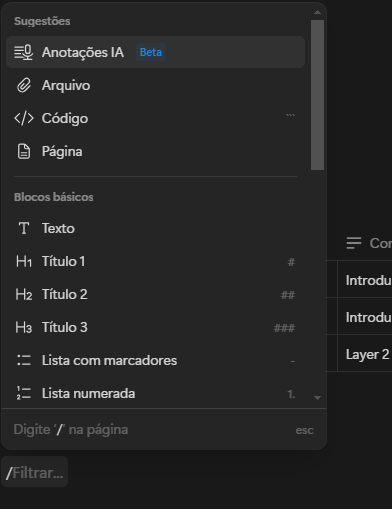 Sugestões
Anotações IA Beta
Arquivo
Código ```
Página
Blocos básicos
Texto
Título 1 #
Título 2 ##
Título 3 ###
Lista com marcadores -
Lista numerada 1.
Digite '/' na página esc
/Filtrar...
Con
Introdu
Introdu
Layer 2